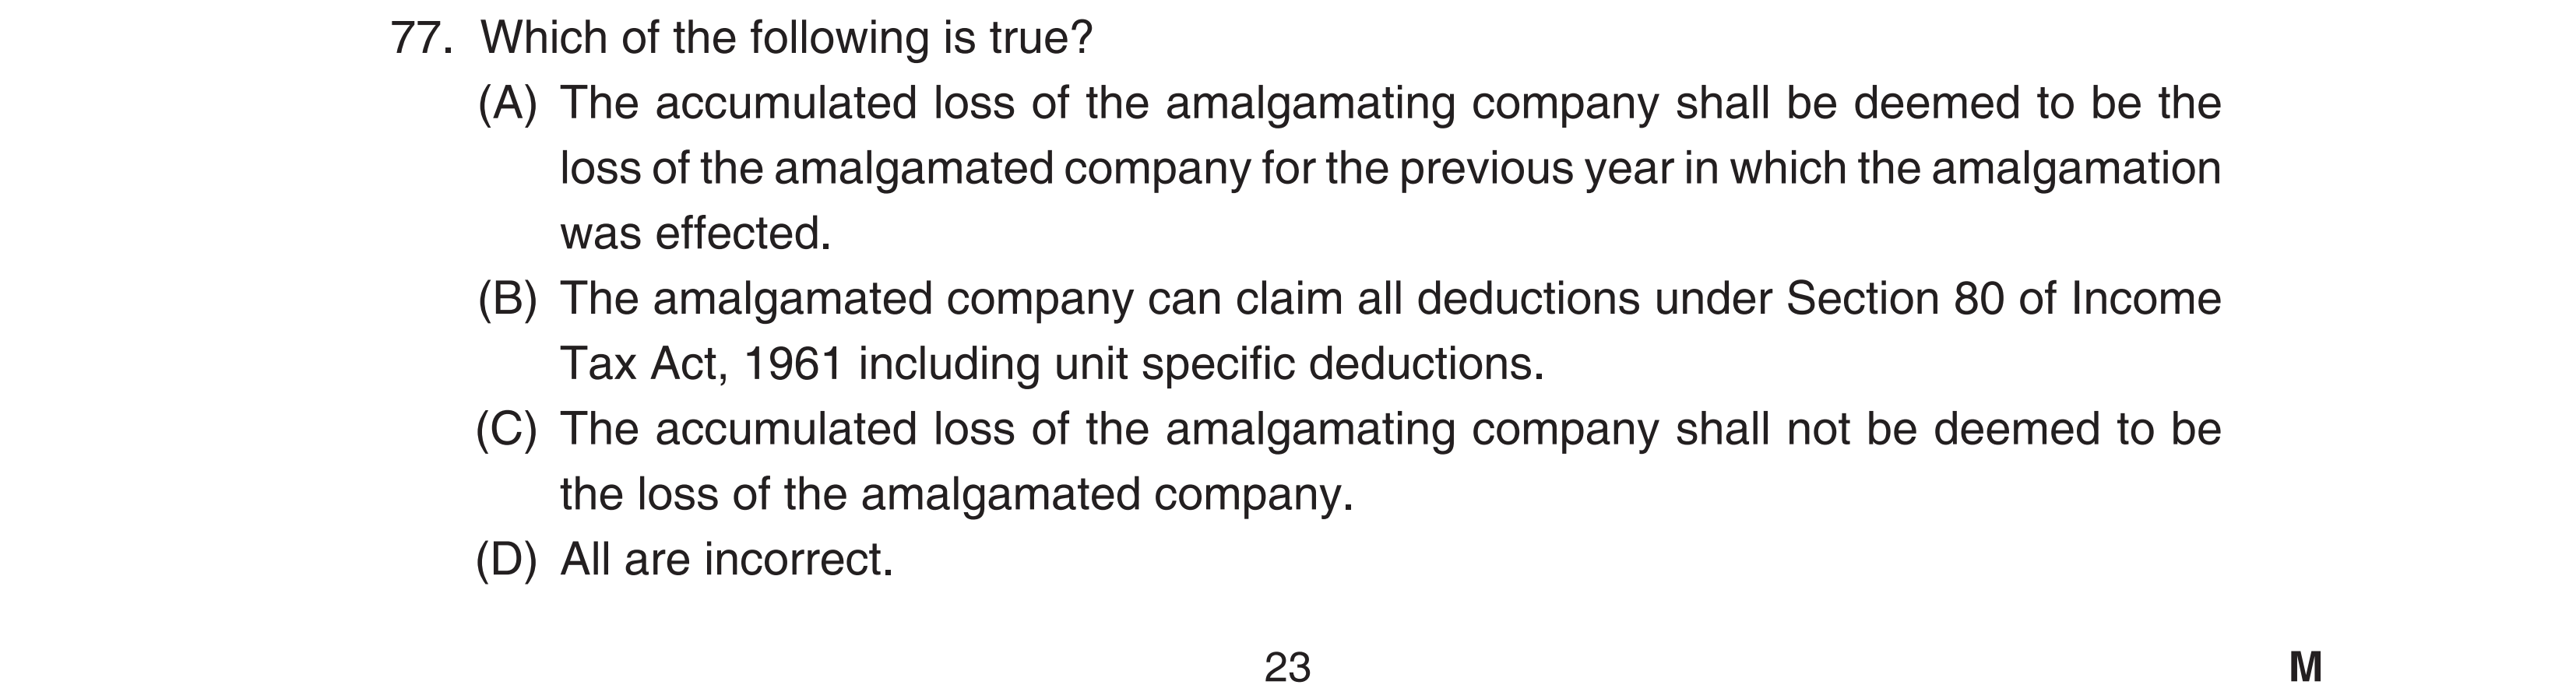 77. Which of the following is true?
(A) The accumulated loss of the amalgamating company shall be deemed to be the
loss of the amalgamated company for the previous year in which the amalgamation
was effected.
(B) The amalgamated company can claim all deductions under Section 80 of Income
Tax Act, 1961 including unit specific deductions.
(C) The accumulated loss of the amalgamating company shall not be deemed to be
the loss of the amalgamated company.
(D) All are incorrect.
23 M